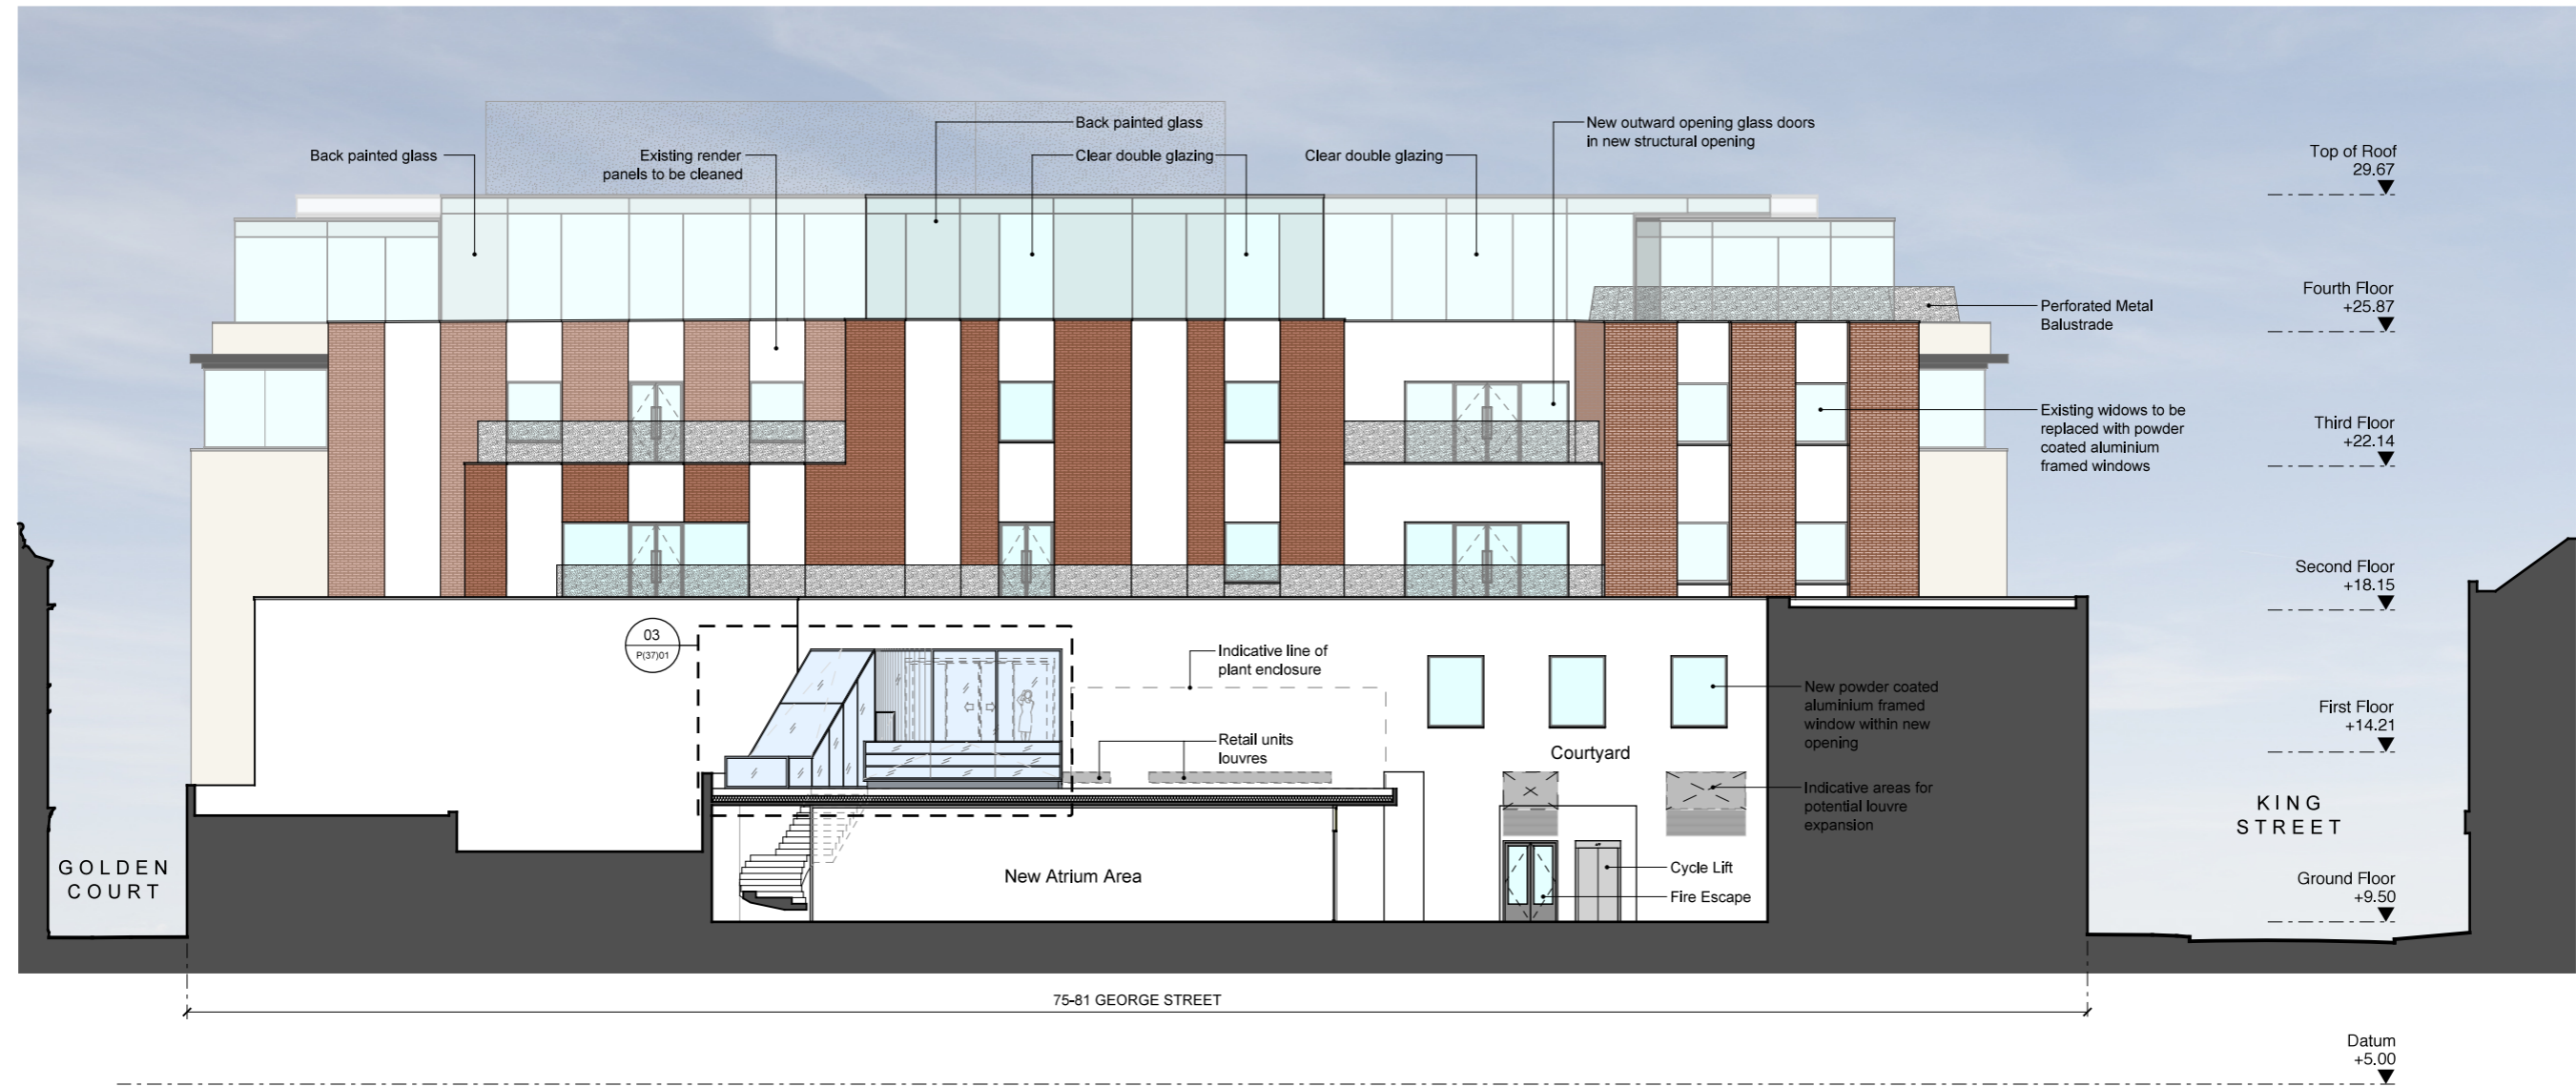 Back painted glass
Existing render
panels to be cleaned
Back painted glass
Clear double glazing
Clear double glazing
New outward opening glass doors
in new structural opening
Top of Roof
29.67
Fourth Floor
+25.87
Perforated Metal
Balustrade
Existing widows to be
replaced with powder
coated aluminium
framed windows
Third Floor
+22.14
Second Floor
+18.15
03
P(37)01
Indicative line of
plant enclosure
Retail units
louvres
New powder coated
aluminium framed
window within new
opening
First Floor
+14.21
Courtyard
Indicative areas for
potential louvre
expansion
KING
STREET
GOLDEN
COURT
New Atrium Area
Cycle Lift
Fire Escape
Ground Floor
+9.50
75-81 GEORGE STREET
Datum
+5.00